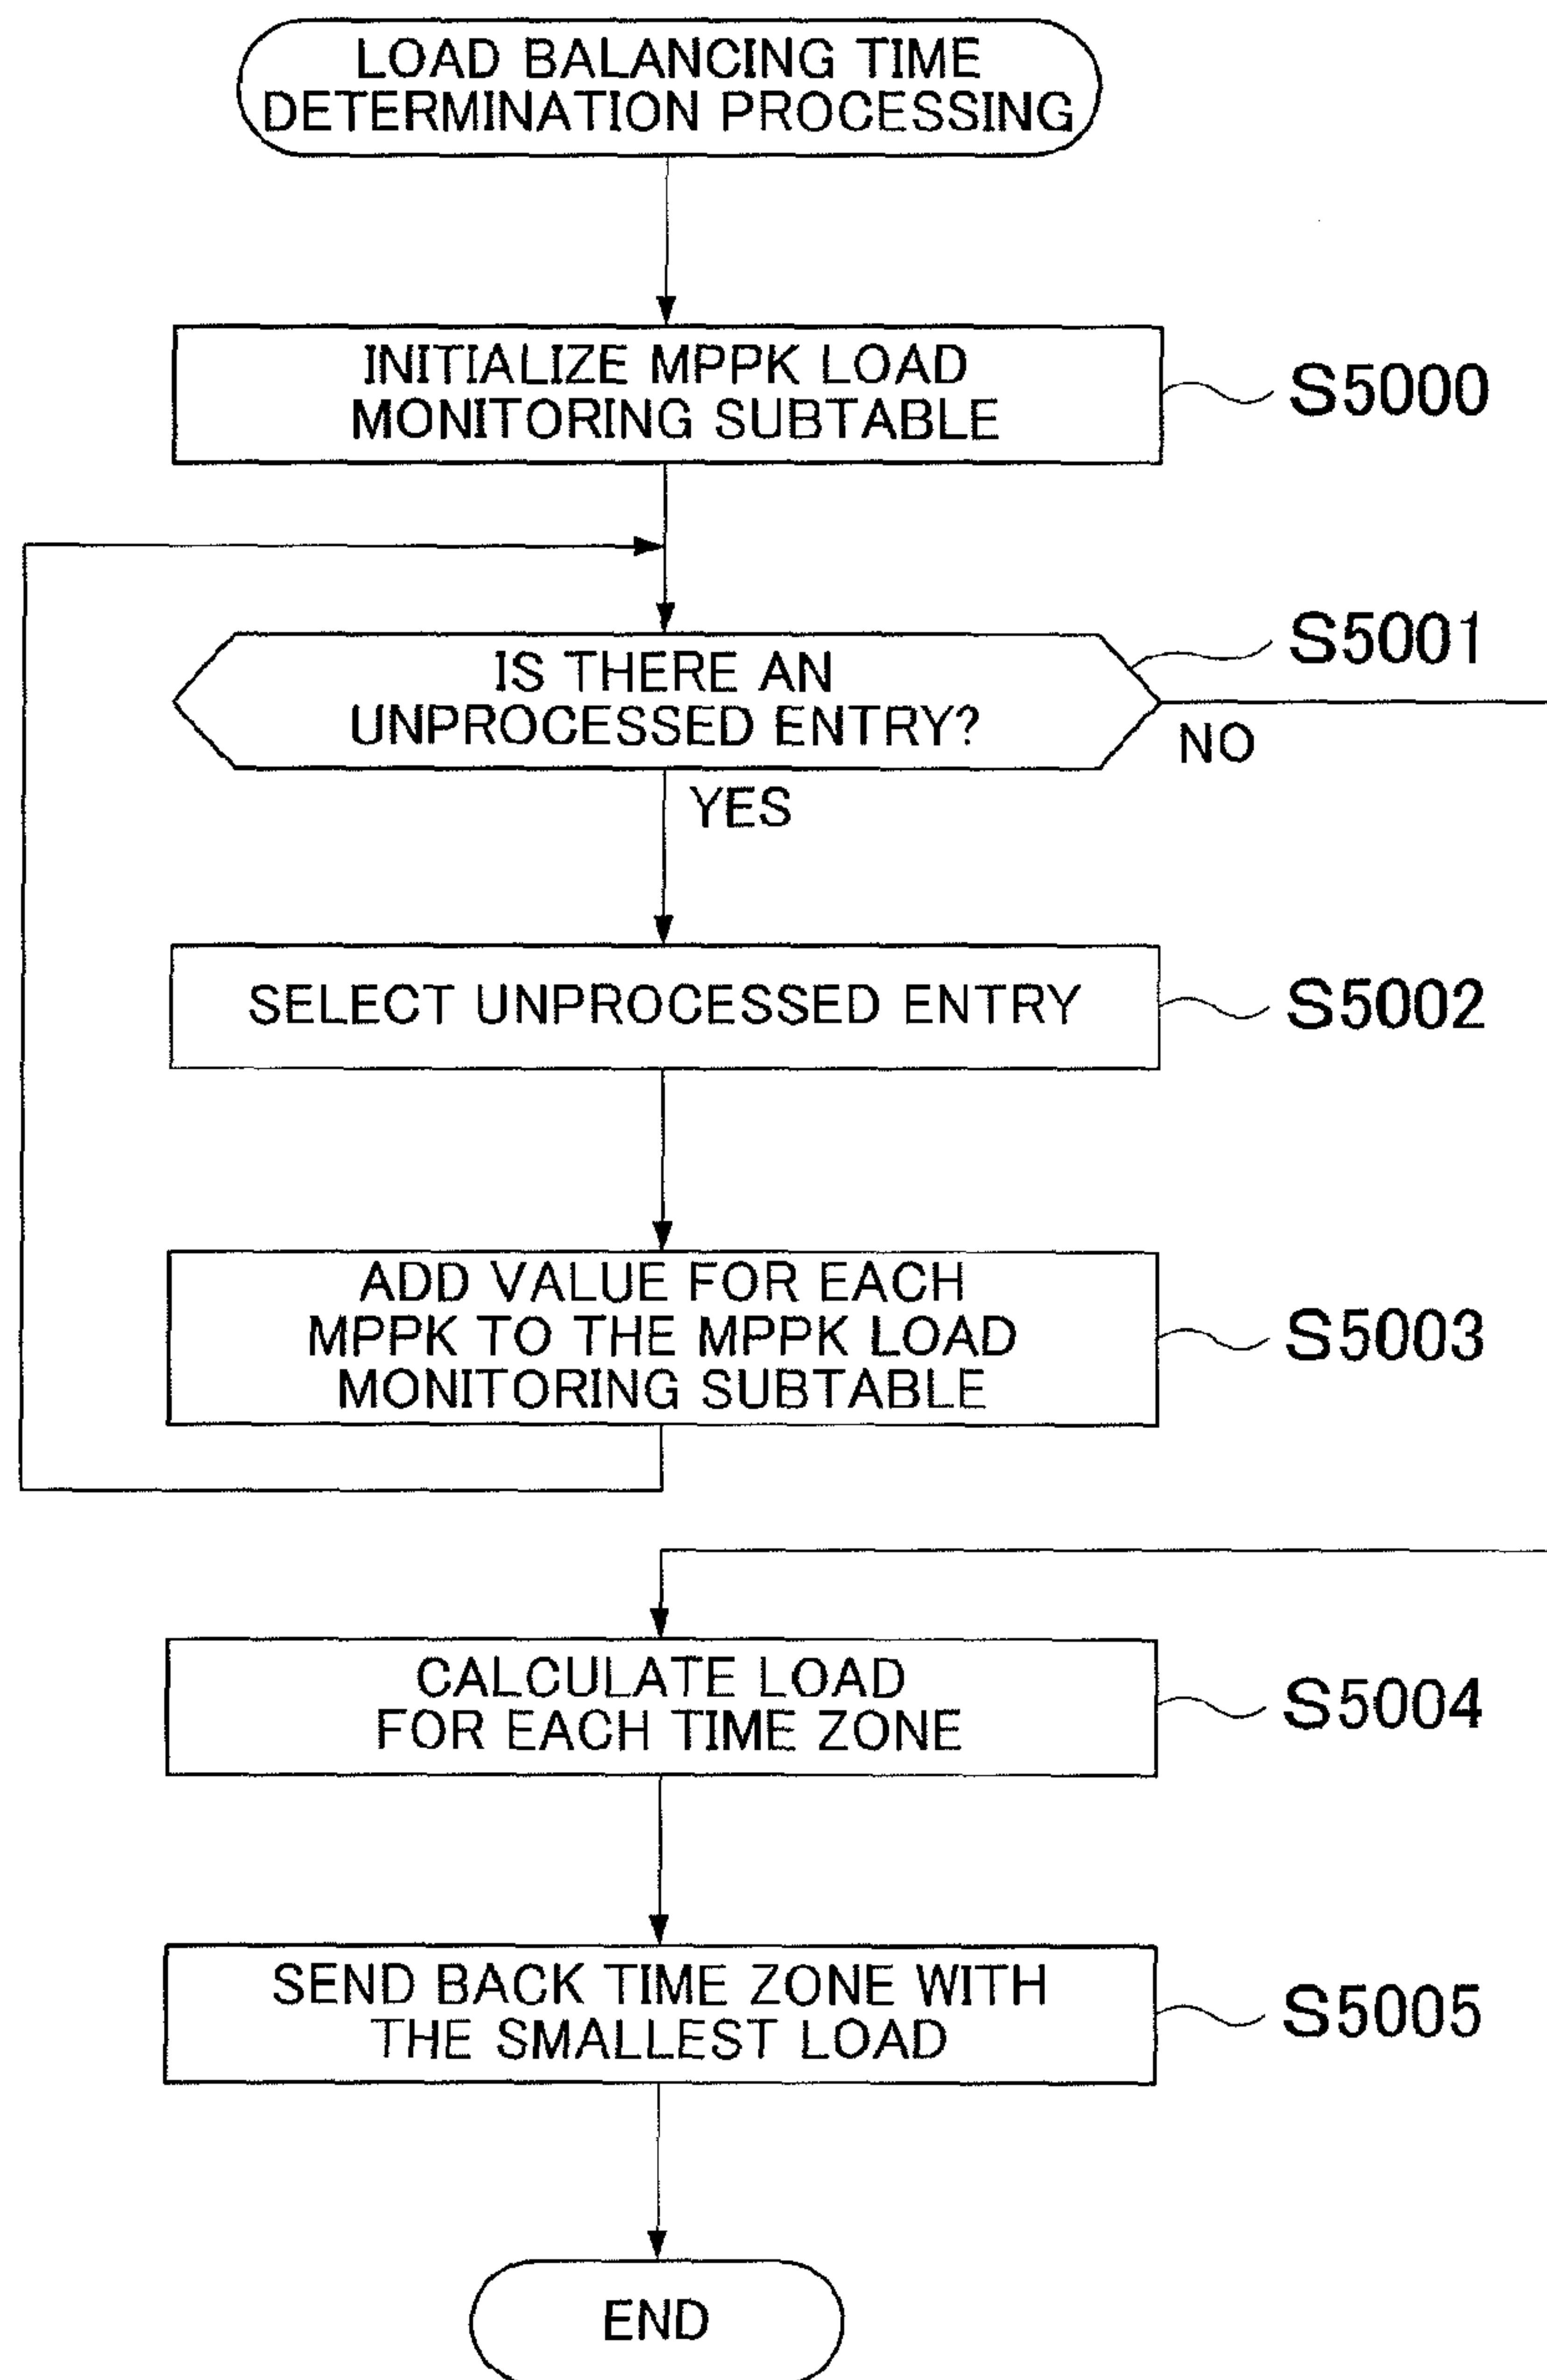 LOAD BALANCING TIME
DETERMINATION PROCESSING
INITIALIZE MPPK LOAD
MONITORING SUBTABLE
S5000
IS THERE AN
UNPROCESSED ENTRY?
S5001
NO
YES
SELECT UNPROCESSED ENTRY
S5002
ADD VALUE FOR EACH
MPPK TO THE MPPK LOAD
MONITORING SUBTABLE
S5003
CALCULATE LOAD
FOR EACH TIME ZONE
S5004
SEND BACK TIME ZONE WITH
THE SMALLEST LOAD
S5005
END